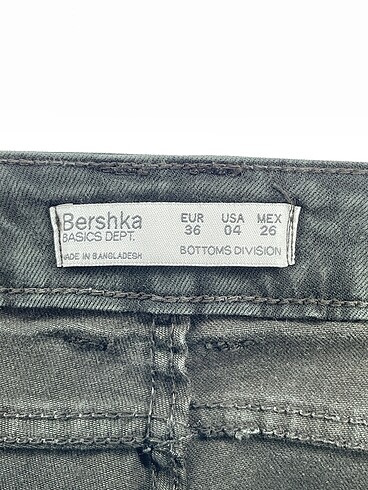 Bershka
BASICS DEPT.
EUR USA MEX
36 04 26
MADE IN BANGLADESH
BOTTOMS DIVISION